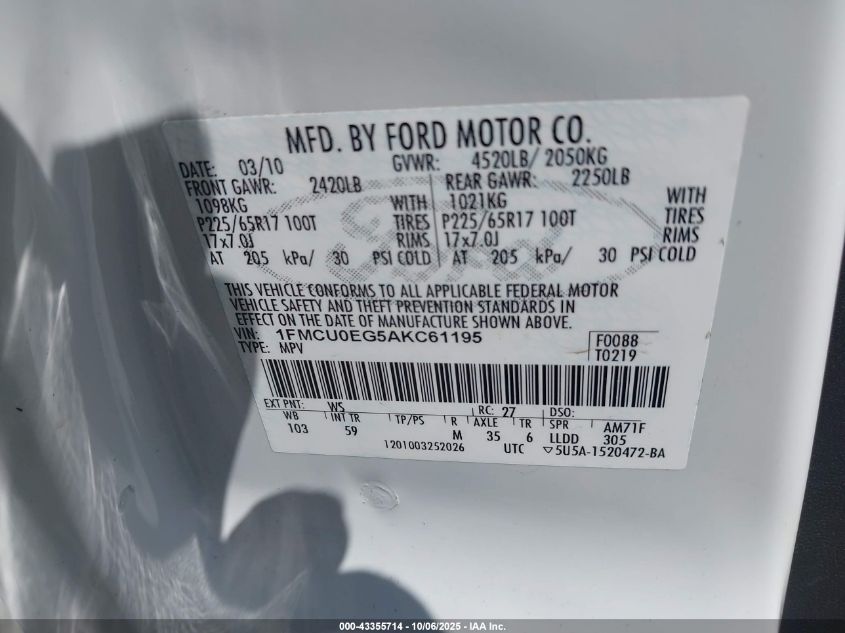 MFD. BY FORD MOTOR CO.
DATE: 03/10 GVWR: 4520LB/ 2050KG
FRONT GAWR: 2420LB REAR GAWR: 2250LB
1098KG WITH 1021KG WITH
P225/65R17 100T TIRES P225/65R17 100T TIRES
17x7.0J RIMS 17x7.0J RIMS
AT 205 kPa/ 30 PSI COLD AT 205 kPa/ 30 PSI COLD
Ford
THIS VEHICLE CONFORMS TO ALL APPLICABLE FEDERAL MOTOR
VEHICLE SAFETY AND THEFT PREVENTION STANDARDS IN
EFFECT ON THE DATE OF MANUFACTURE SHOWN ABOVE.
VIN: 1FMCU0EG5AKC61195 F0088
TYPE: MPV T0219
EXT PNT: WS RC: 27 DSO:
WB INT TR TP/PS R AXLE TR SPR AM71F
103 59 M 35 6 LLDD 305
1201003252026 UTC ▽5U5A-1520472-BA
000-43355714 - 10/06/2025 - IAA Inc.